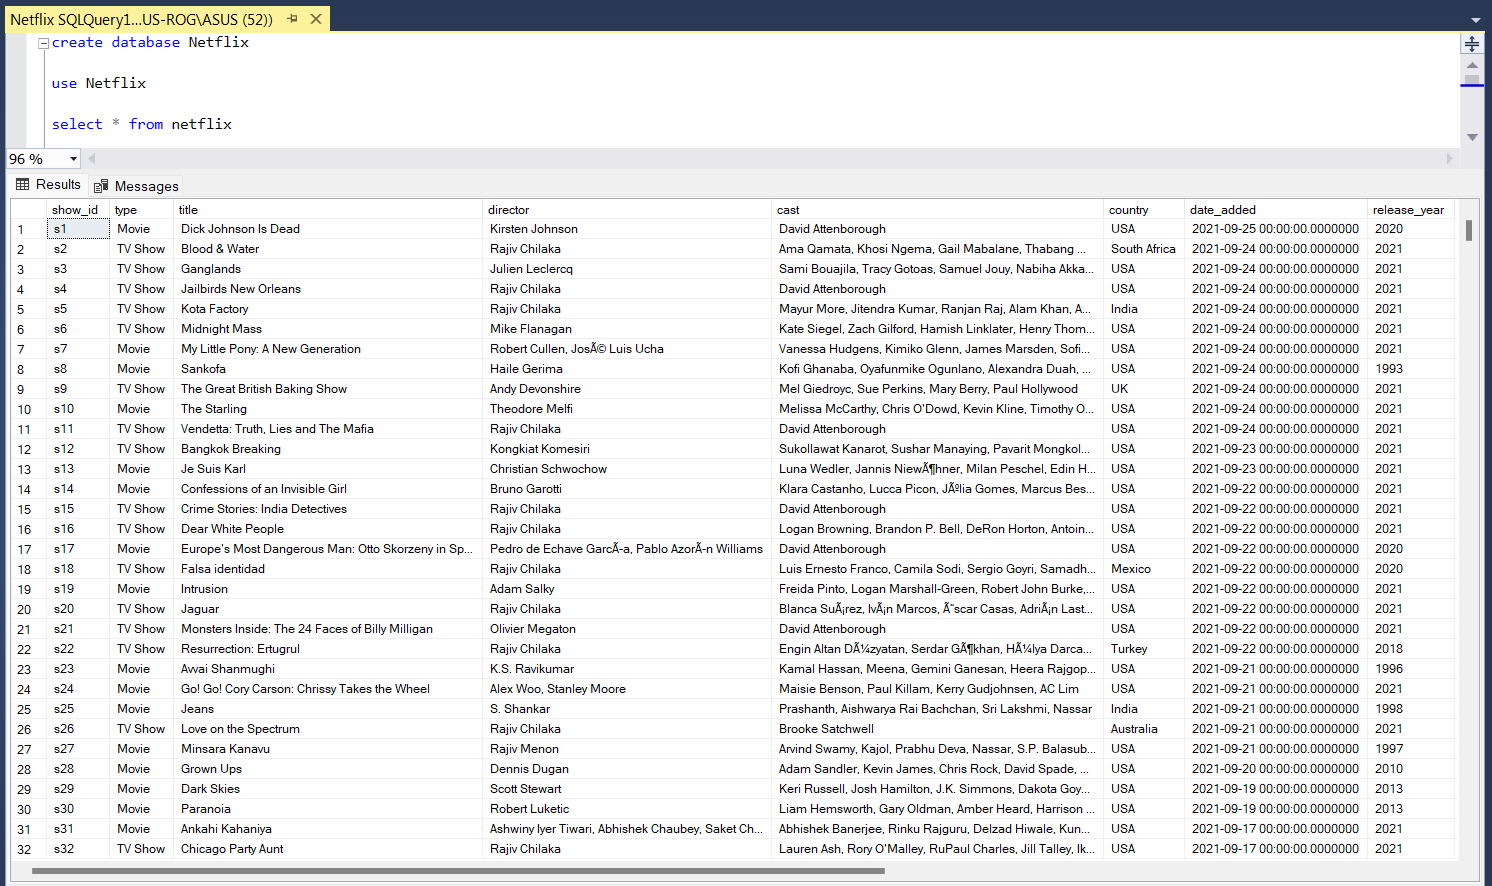 Netflix SQLQuery1...US-ROG\ASUS (52))
create database Netflix
use Netflix
select * from netflix
96 %
Results Messages
show_id type title director cast country date_added release_year
1 s1 Movie Dick Johnson Is Dead Kirsten Johnson David Attenborough USA 2021-09-25 00:00:00.0000000 2020
2 s2 TV Show Blood & Water Rajiv Chilaka Ama Qamata, Khosi Ngema, Gail Mabalane, Thabang ... South Africa 2021-09-24 00:00:00.0000000 2021
3 s3 TV Show Ganglands Julien Leclercq Sami Bouajila, Tracy Gotoas, Samuel Jouy, Nabiha Akka... USA 2021-09-24 00:00:00.0000000 2021
4 s4 TV Show Jailbirds New Orleans Rajiv Chilaka David Attenborough USA 2021-09-24 00:00:00.0000000 2021
5 s5 TV Show Kota Factory Rajiv Chilaka Mayur More, Jitendra Kumar, Ranjan Raj, Alam Khan, A... India 2021-09-24 00:00:00.0000000 2021
6 s6 TV Show Midnight Mass Mike Flanagan Kate Siegel, Zach Gilford, Hamish Linklater, Henry Thom... USA 2021-09-24 00:00:00.0000000 2021
7 s7 Movie My Little Pony: A New Generation Robert Cullen, JosÃ© Luis Ucha Vanessa Hudgens, Kimiko Glenn, James Marsden, Sofi... USA 2021-09-24 00:00:00.0000000 2021
8 s8 Movie Sankofa Haile Gerima Kofi Ghanaba, Oyafunmike Ogunlano, Alexandra Duah, ... USA 2021-09-24 00:00:00.0000000 1993
9 s9 TV Show The Great British Baking Show Andy Devonshire Mel Giedroyc, Sue Perkins, Mary Berry, Paul Hollywood UK 2021-09-24 00:00:00.0000000 2021
10 s10 Movie The Starling Theodore Melfi Melissa McCarthy, Chris O'Dowd, Kevin Kline, Timothy O... USA 2021-09-24 00:00:00.0000000 2021
11 s11 TV Show Vendetta: Truth, Lies and The Mafia Rajiv Chilaka David Attenborough USA 2021-09-24 00:00:00.0000000 2021
12 s12 TV Show Bangkok Breaking Kongkiat Komesiri Sukollawat Kanarot, Sushar Manaying, Pavarit Mongkol... USA 2021-09-23 00:00:00.0000000 2021
13 s13 Movie Je Suis Karl Christian Schwochow Luna Wedler, Jannis NiewÃ¶hner, Milan Peschel, Edin H... USA 2021-09-23 00:00:00.0000000 2021
14 s14 Movie Confessions of an Invisible Girl Bruno Garotti Klara Castanho, Lucca Picon, JÃºlia Gomes, Marcus Bes... USA 2021-09-22 00:00:00.0000000 2021
15 s15 TV Show Crime Stories: India Detectives Rajiv Chilaka David Attenborough USA 2021-09-22 00:00:00.0000000 2021
16 s16 TV Show Dear White People Rajiv Chilaka Logan Browning, Brandon P. Bell, DeRon Horton, Antoin... USA 2021-09-22 00:00:00.0000000 2021
17 s17 Movie Europe's Most Dangerous Man: Otto Skorzeny in Sp... Pedro de Echave GarcÃ-a, Pablo AzorÃ-n Williams David Attenborough USA 2021-09-22 00:00:00.0000000 2020
18 s18 TV Show Falsa identidad Rajiv Chilaka Luis Ernesto Franco, Camila Sodi, Sergio Goyri, Samadh... Mexico 2021-09-22 00:00:00.0000000 2020
19 s19 Movie Intrusion Adam Salky Freida Pinto, Logan Marshall-Green, Robert John Burke,... USA 2021-09-22 00:00:00.0000000 2021
20 s20 TV Show Jaguar Rajiv Chilaka Blanca SuÃ¡rez, IvÃ¡n Marcos, Ã“scar Casas, AdriÃ¡n Last... USA 2021-09-22 00:00:00.0000000 2021
21 s21 TV Show Monsters Inside: The 24 Faces of Billy Milligan Olivier Megaton David Attenborough USA 2021-09-22 00:00:00.0000000 2021
22 s22 TV Show Resurrection: Ertugrul Rajiv Chilaka Engin Altan DÃ¼zyatan, Serdar GÃ¶khan, HÃ¼lya Darca... Turkey 2021-09-22 00:00:00.0000000 2018
23 s23 Movie Avvai Shanmughi K.S. Ravikumar Kamal Hassan, Meena, Gemini Ganesan, Heera Rajgop... USA 2021-09-21 00:00:00.0000000 1996
24 s24 Movie Go! Go! Cory Carson: Chrissy Takes the Wheel Alex Woo, Stanley Moore Maisie Benson, Paul Killam, Kerry Gudjohnsen, AC Lim USA 2021-09-21 00:00:00.0000000 2021
25 s25 Movie Jeans S. Shankar Prashanth, Aishwarya Rai Bachchan, Sri Lakshmi, Nassar India 2021-09-21 00:00:00.0000000 1998
26 s26 TV Show Love on the Spectrum Rajiv Chilaka Brooke Satchwell Australia 2021-09-21 00:00:00.0000000 2021
27 s27 Movie Minsara Kanavu Rajiv Menon Arvind Swamy, Kajol, Prabhu Deva, Nassar, S.P. Balasub... USA 2021-09-21 00:00:00.0000000 1997
28 s28 Movie Grown Ups Dennis Dugan Adam Sandler, Kevin James, Chris Rock, David Spade, ... USA 2021-09-20 00:00:00.0000000 2010
29 s29 Movie Dark Skies Scott Stewart Keri Russell, Josh Hamilton, J.K. Simmons, Dakota Goy... USA 2021-09-19 00:00:00.0000000 2013
30 s30 Movie Paranoia Robert Luketic Liam Hemsworth, Gary Oldman, Amber Heard, Harrison ... USA 2021-09-19 00:00:00.0000000 2013
31 s31 Movie Ankahi Kahaniya Ashwiny Iyer Tiwari, Abhishek Chaubey, Saket Ch... Abhishek Banerjee, Rinku Rajguru, Delzad Hiwale, Kun... USA 2021-09-17 00:00:00.0000000 2021
32 s32 TV Show Chicago Party Aunt Rajiv Chilaka Lauren Ash, Rory O'Malley, RuPaul Charles, Jill Talley, Ik... USA 2021-09-17 00:00:00.0000000 2021